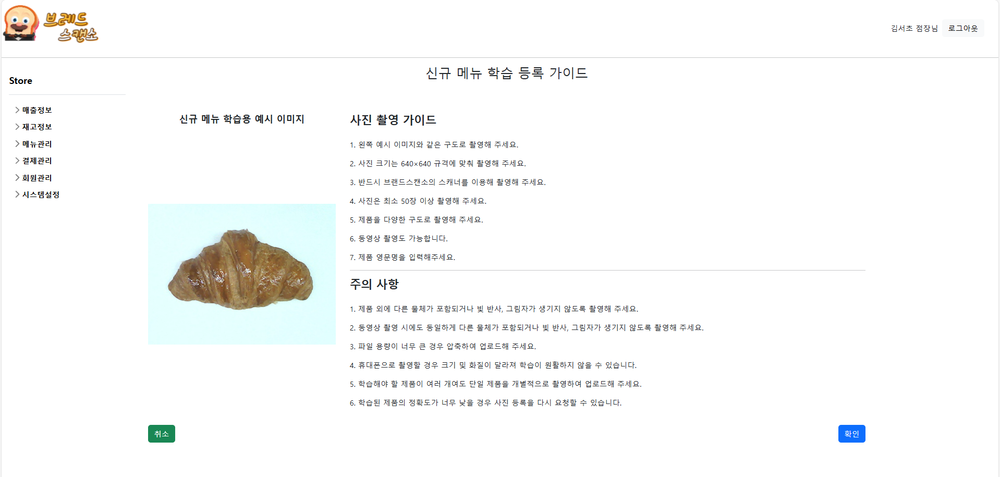 브레드
스캔소
김서초 점장님 로그아웃
Store
매출정보
재고정보
메뉴관리
결제관리
회원관리
시스템설정
신규 메뉴 학습 등록 가이드
신규 메뉴 학습용 예시 이미지
사진 촬영 가이드
1. 왼쪽 예시 이미지와 같은 구도로 촬영해 주세요.
2. 사진 크기는 640×640 규격에 맞춰 촬영해 주세요.
3. 반드시 브랜드스캔소의 스캐너를 이용해 촬영해 주세요.
4. 사진은 최소 50장 이상 촬영해 주세요.
5. 제품을 다양한 구도로 촬영해 주세요.
6. 동영상 촬영도 가능합니다.
7. 제품 영문명을 입력해주세요.
주의 사항
1. 제품 외에 다른 물체가 포함되거나 빛 반사, 그림자가 생기지 않도록 촬영해 주세요.
2. 동영상 촬영 시에도 동일하게 다른 물체가 포함되거나 빛 반사, 그림자가 생기지 않도록 촬영해 주세요.
3. 파일 용량이 너무 큰 경우 압축하여 업로드해 주세요.
4. 휴대폰으로 촬영할 경우 크기 및 화질이 달라져 학습이 원활하지 않을 수 있습니다.
5. 학습해야 할 제품이 여러 개여도 단일 제품을 개별적으로 촬영하여 업로드해 주세요.
6. 학습된 제품의 정확도가 너무 낮을 경우 사진 등록을 다시 요청할 수 있습니다.
취소
확인